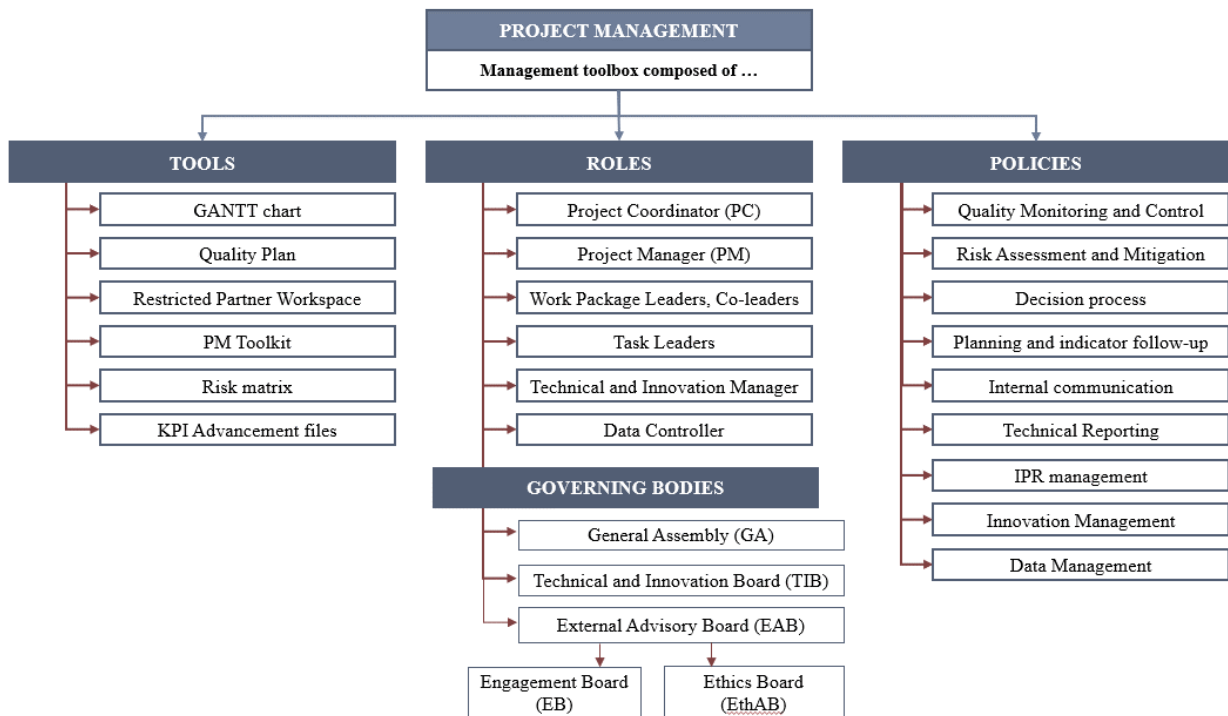 PROJECT MANAGEMENT
Management toolbox composed of …
TOOLS
GANTT chart
Quality Plan
Restricted Partner Workspace
PM Toolkit
Risk matrix
KPI Advancement files
ROLES
Project Coordinator (PC)
Project Manager (PM)
Work Package Leaders, Co-leaders
Task Leaders
Technical and Innovation Manager
Data Controller
GOVERNING BODIES
General Assembly (GA)
Technical and Innovation Board (TIB)
External Advisory Board (EAB)
Engagement Board
(EB)
Ethics Board
(EthAB)
POLICIES
Quality Monitoring and Control
Risk Assessment and Mitigation
Decision process
Planning and indicator follow-up
Internal communication
Technical Reporting
IPR management
Innovation Management
Data Management